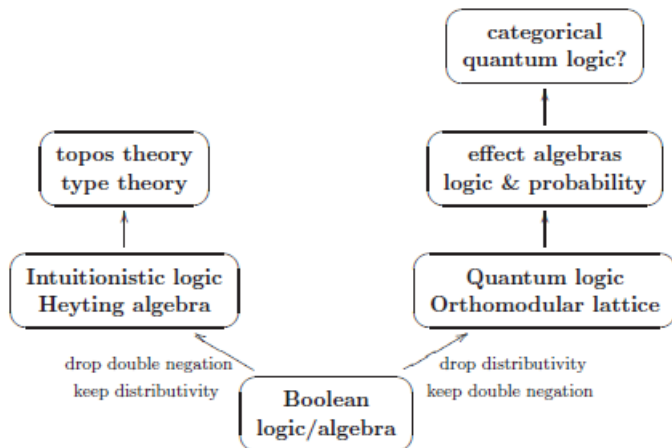 categorical
quantum logic?
topos theory
type theory
effect algebras
logic & probability
Intuitionistic logic
Heyting algebra
Quantum logic
Orthomodular lattice
drop double negation
keep distributivity
drop distributivity
keep double negation
Boolean
logic/algebra